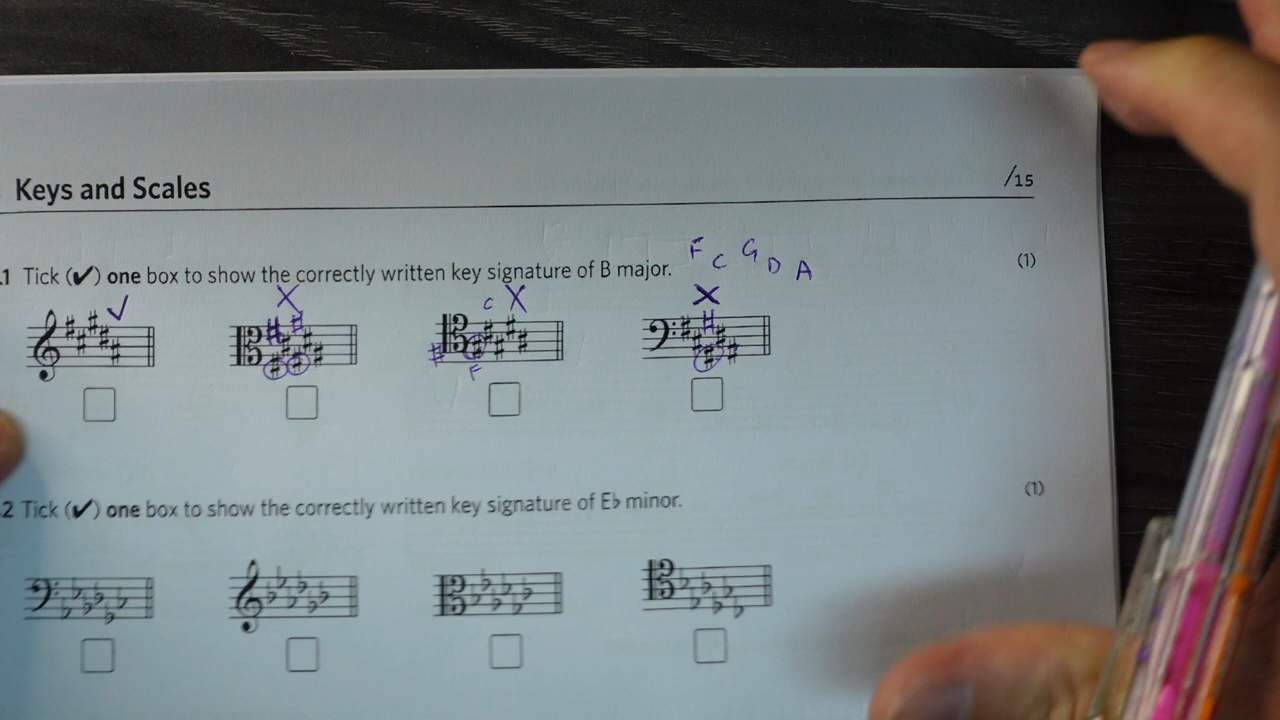 Keys and Scales /15
F C G D A
.1 Tick (✔) one box to show the correctly written key signature of B major. (1)
✓ X C X X
F
.2 Tick (✔) one box to show the correctly written key signature of E♭ minor. (1)